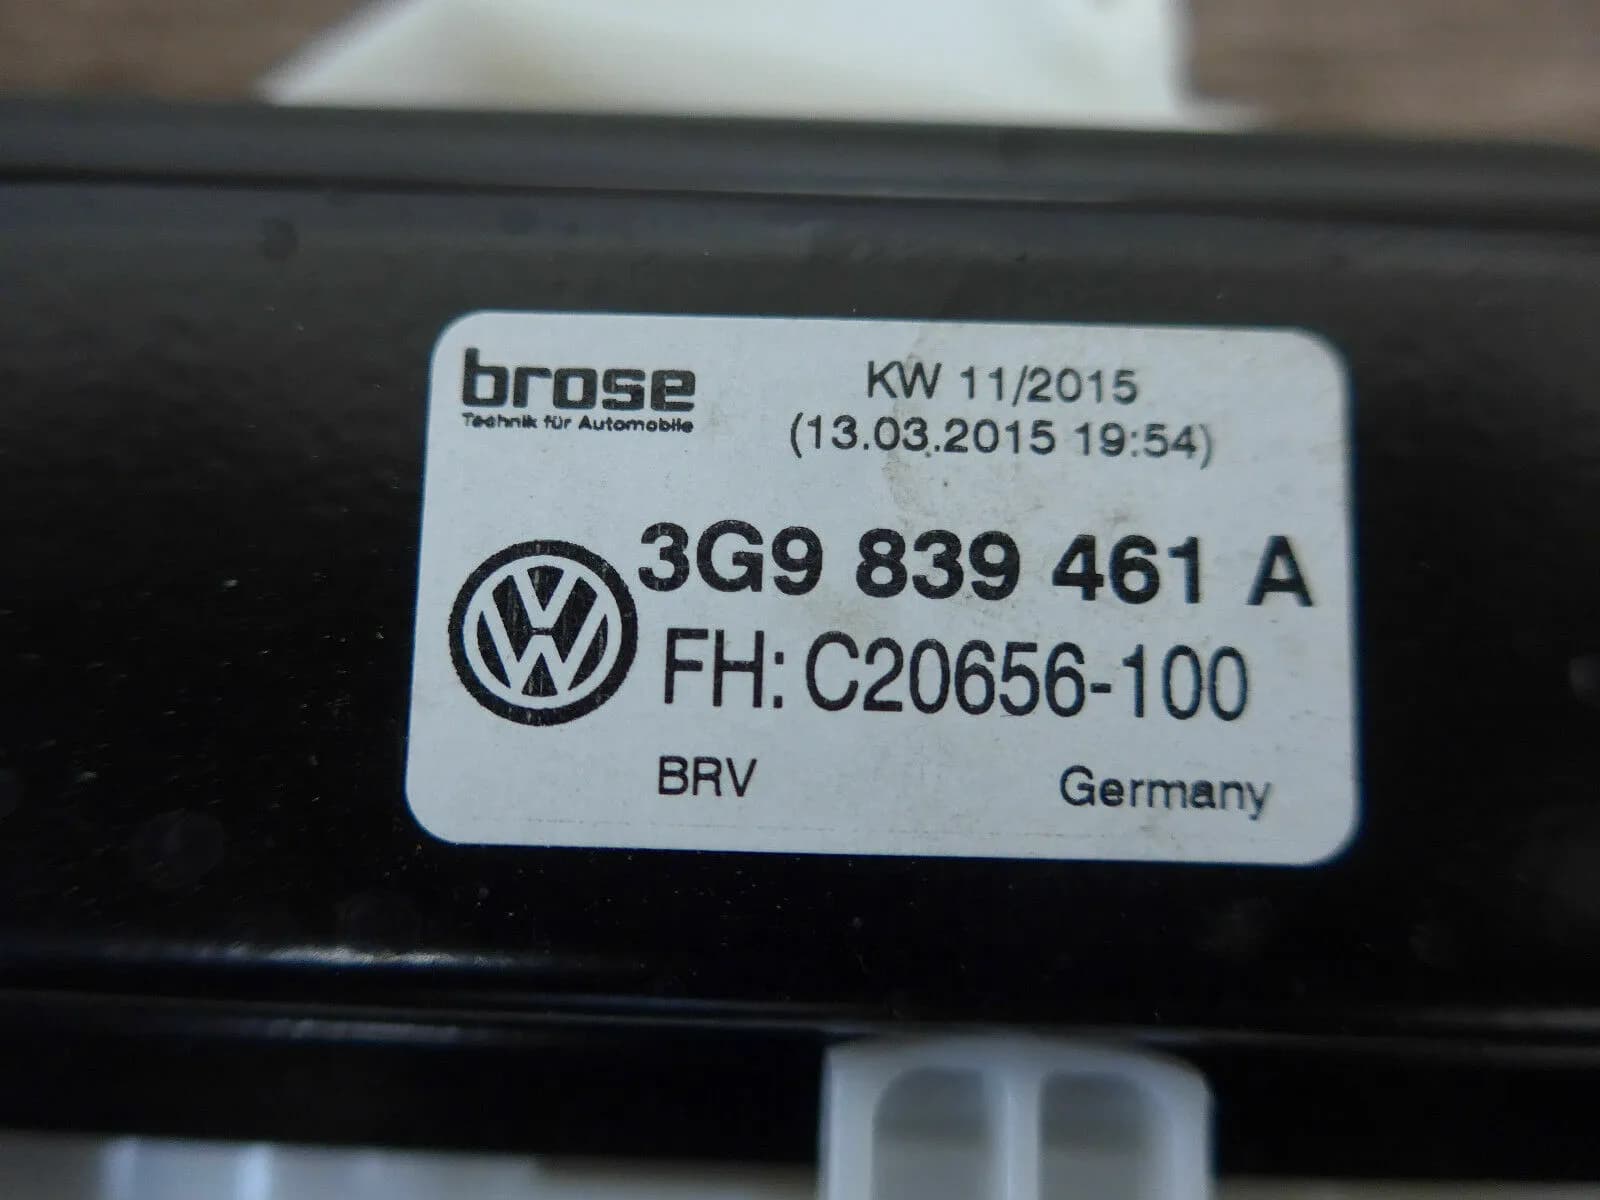 brose
Technik für Automobile
KW 11/2015
(13.03.2015 19:54)
3G9 839 461 A
FH: C20656-100
BRV
Germany